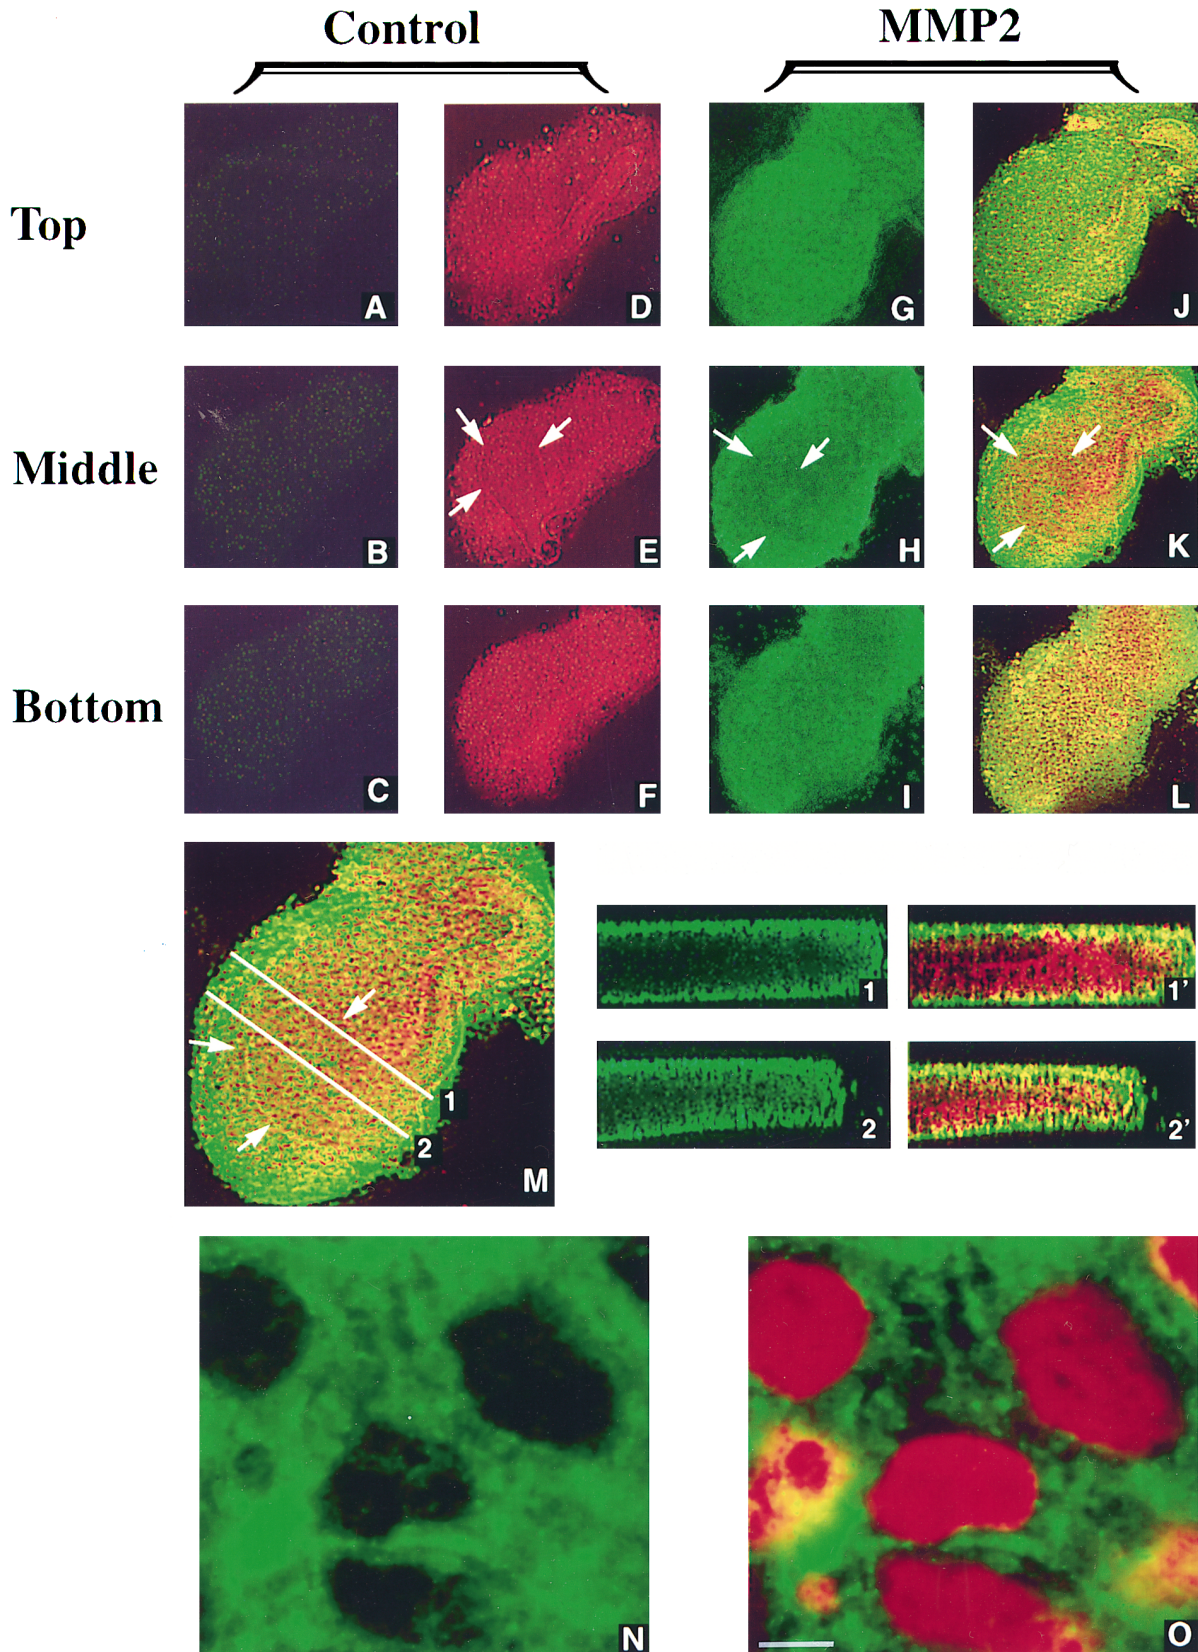 Control MMP2
Top A D G J
Middle B E H K
Bottom C F I L
1 1'
1
2 2 2'
M
N O